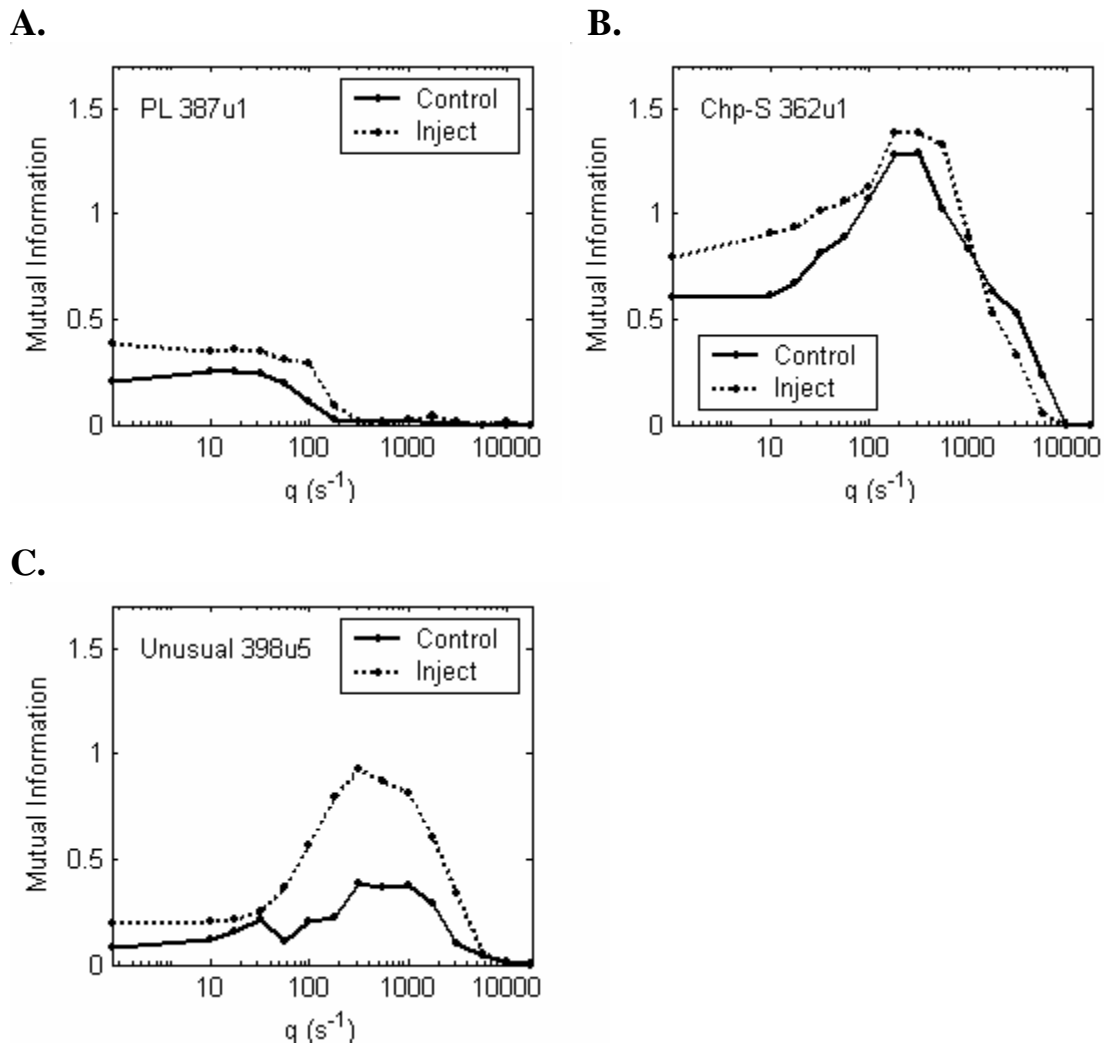 A.
Mutual Information
1.5
1
0.5
0
PL 387u1
Control
Inject
10 100 1000 10000
q (s-1)
B.
Mutual Information
1.5
1
0.5
0
Chp-S 362u1
Control
Inject
10 100 1000 10000
q (s-1)
C.
Mutual Information
1.5
1
0.5
0
Unusual 398u5
Control
Inject
10 100 1000 10000
q (s-1)